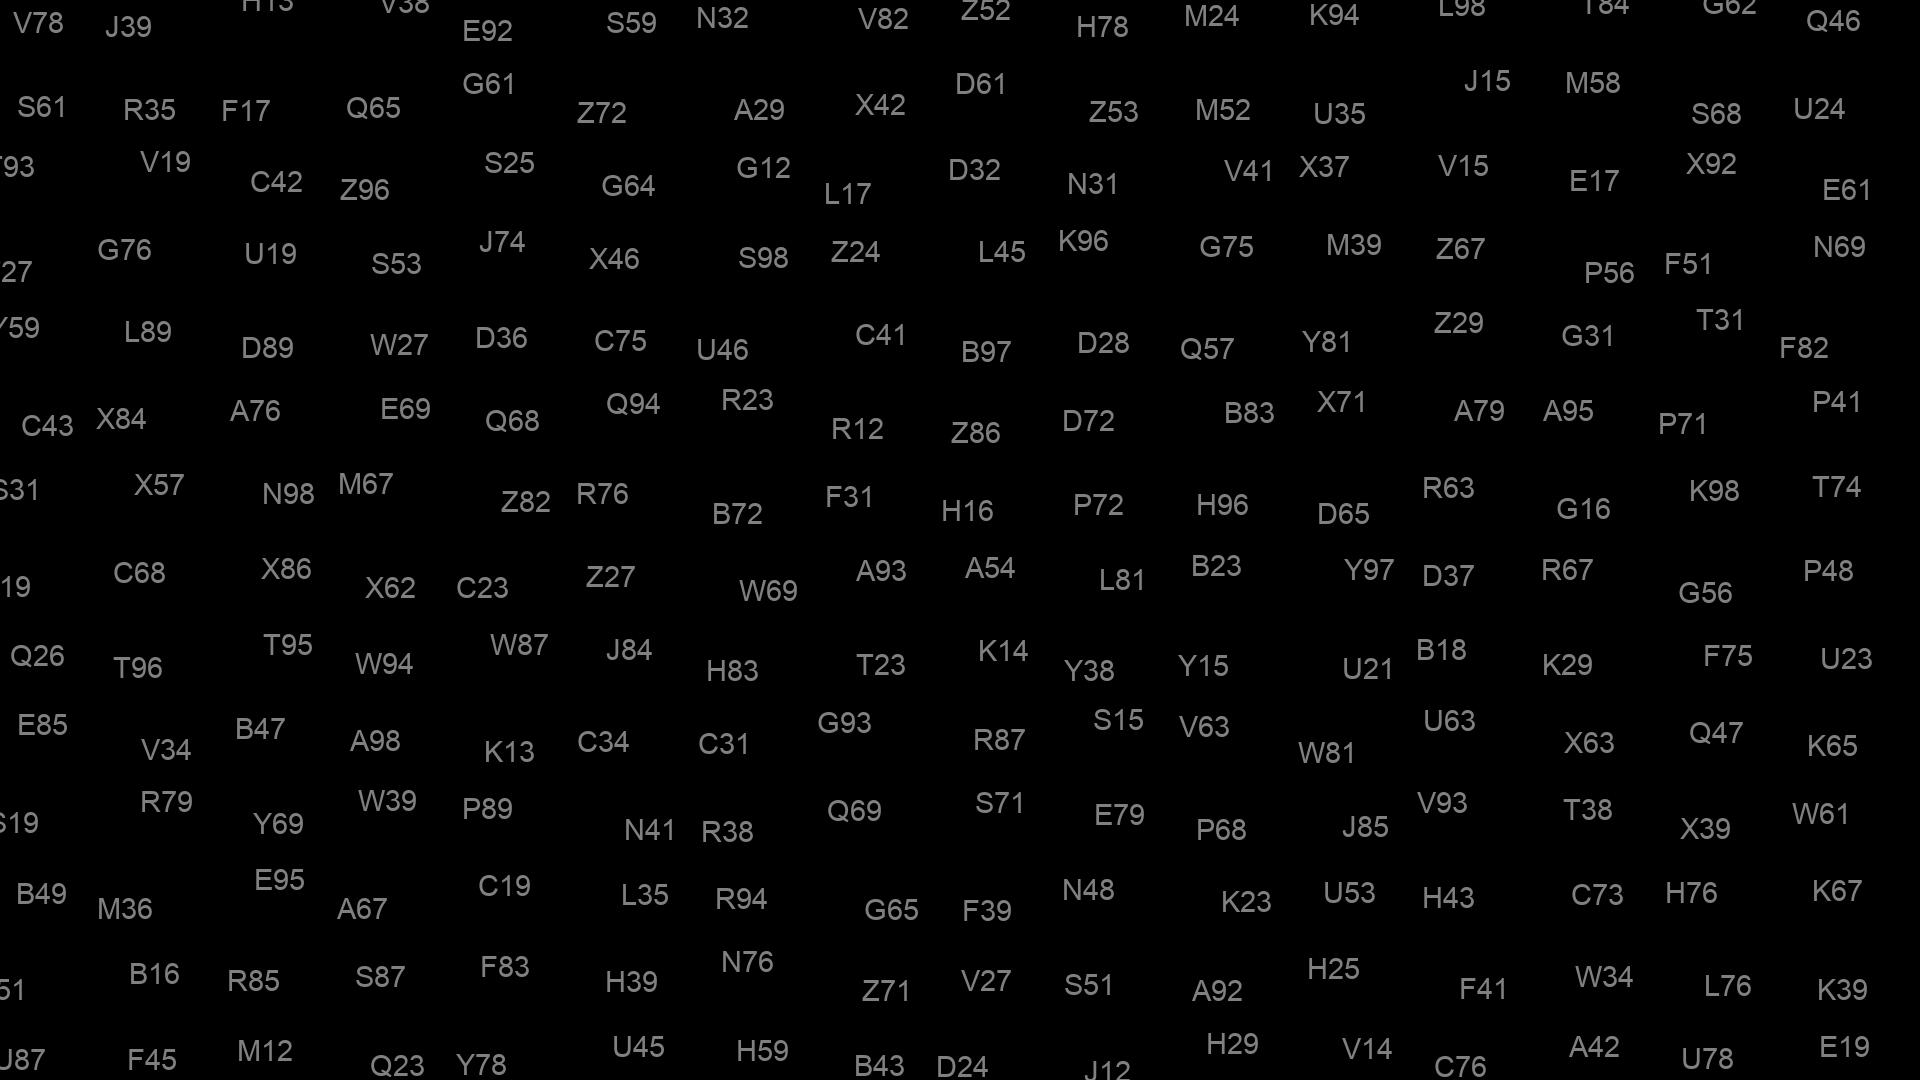 V78 J39 H13 V38 E92 S59 N32 V82 Z52 H78 M24 K94 L98 T84 G62 Q46
S61 R35 F17 Q65 G61 Z72 A29 X42 D61 Z53 M52 U35 J15 M58 S68 U24
93 V19 C42 Z96 S25 G64 G12 L17 D32 N31 V41 X37 V15 E17 X92 E61
27 G76 U19 S53 J74 X46 S98 Z24 L45 K96 G75 M39 Z67 P56 F51 N69
Y59 L89 D89 W27 D36 C75 U46 C41 B97 D28 Q57 Y81 Z29 G31 T31 F82
C43 X84 A76 E69 Q68 Q94 R23 R12 Z86 D72 B83 X71 A79 A95 P71 P41
S31 X57 N98 M67 Z82 R76 B72 F31 H16 P72 H96 D65 R63 G16 K98 T74
19 C68 X86 X62 C23 Z27 W69 A93 A54 L81 B23 Y97 D37 R67 G56 P48
Q26 T96 T95 W94 W87 J84 H83 T23 K14 Y38 Y15 U21 B18 K29 F75 U23
E85 V34 B47 A98 K13 C34 C31 G93 R87 S15 V63 W81 U63 X63 Q47 K65
S19 R79 Y69 W39 P89 N41 R38 Q69 S71 E79 P68 J85 V93 T38 X39 W61
B49 M36 E95 A67 C19 L35 R94 G65 F39 N48 K23 U53 H43 C73 H76 K67
51 B16 R85 S87 F83 H39 N76 Z71 V27 S51 A92 H25 F41 W34 L76 K39
U87 F45 M12 Q23 Y78 U45 H59 B43 D24 J12 H29 V14 C76 A42 U78 E19